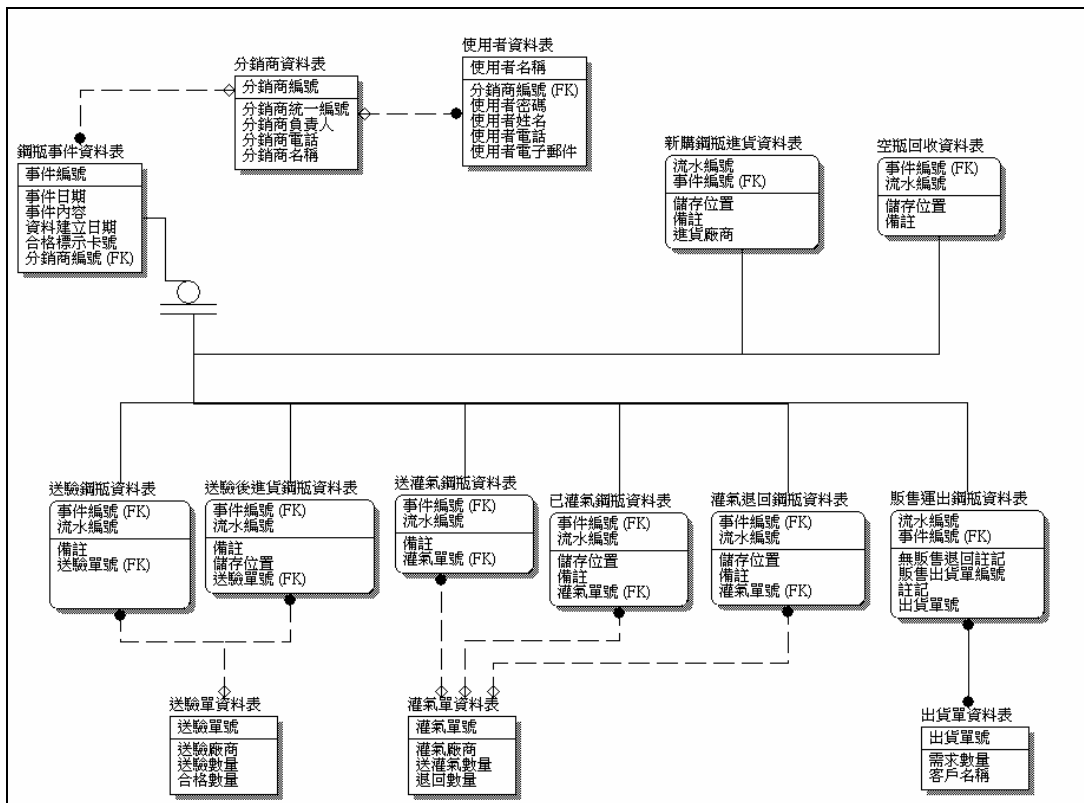 使用者資料表
使用者名稱
分銷商編號 (FK)
使用者密碼
使用者姓名
使用者電話
使用者電子郵件
分銷商資料表
分銷商編號
分銷商統一編號
分銷商負責人
分銷商電話
分銷商名稱
鋼瓶事件資料表
事件編號
事件日期
事件內容
資料建立日期
合格標示卡號
分銷商編號 (FK)
新購鋼瓶進貨資料表
流水編號
事件編號 (FK)
儲存位置
備註
進貨廠商
空瓶回收資料表
事件編號 (FK)
流水編號
儲存位置
備註
送驗鋼瓶資料表
事件編號 (FK)
流水編號
備註
送驗單號 (FK)
送驗後進貨鋼瓶資料表
事件編號 (FK)
流水編號
備註
儲存位置
送驗單號 (FK)
送灌氣鋼瓶資料表
事件編號 (FK)
流水編號
備註
灌氣單號 (FK)
已灌氣鋼瓶資料表
事件編號 (FK)
流水編號
儲存位置
備註
灌氣單號 (FK)
灌氣退回鋼瓶資料表
事件編號 (FK)
流水編號
儲存位置
備註
灌氣單號 (FK)
販售運出鋼瓶資料表
流水編號
事件編號 (FK)
無販售退回註記
販售出貨單編號
註記
出貨單號
送驗單資料表
送驗單號
送驗廠商
送驗數量
合格數量
灌氣單資料表
灌氣單號
灌氣廠商
送灌氣數量
退回數量
出貨單資料表
出貨單號
需求數量
客戶名稱